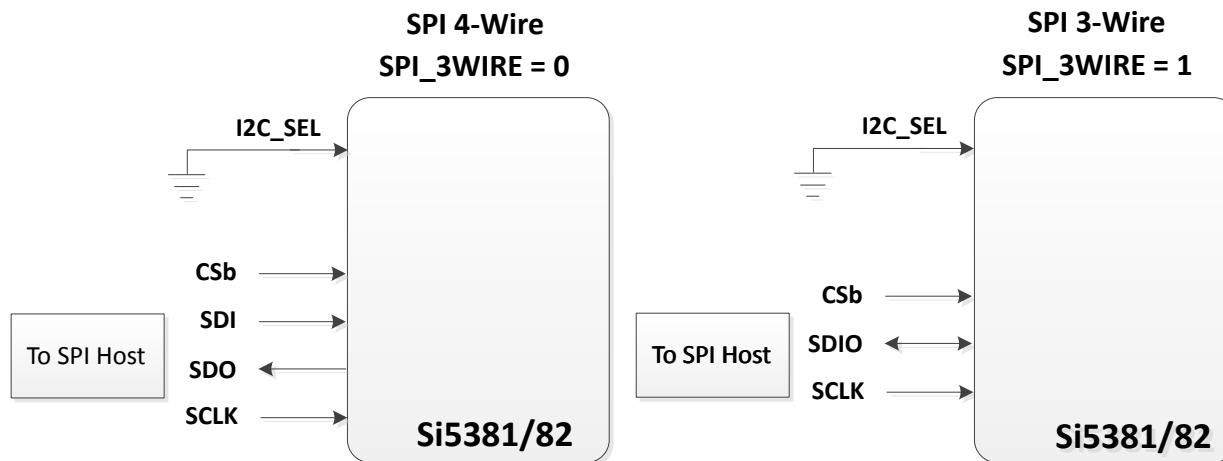 SPI 4-Wire
SPI_3WIRE = 0
I2C_SEL
CSb
SDI
To SPI Host
SDO
SCLK
Si5381/82
SPI 3-Wire
SPI_3WIRE = 1
I2C_SEL
CSb
To SPI Host
SDIO
SCLK
Si5381/82